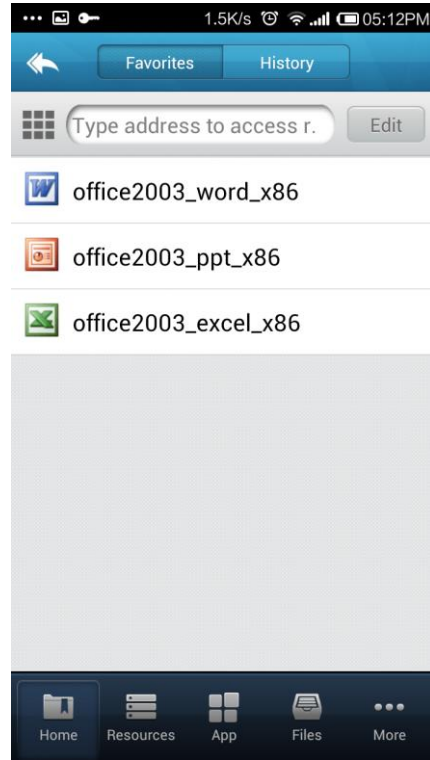 1.5K/s 05:12PM
Favorites History
Type address to access r. Edit
office2003_word_x86
office2003_ppt_x86
office2003_excel_x86
Home Resources App Files More